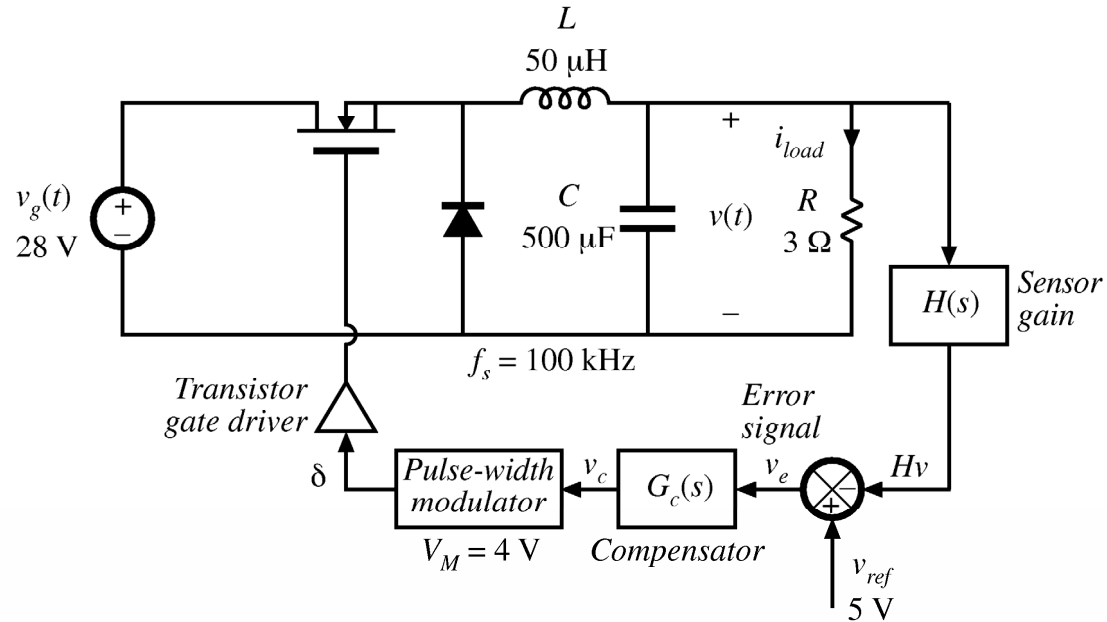 L
50 μH
+
i_load
v_g(t)
28 V
+
–
C
500 μF
v(t)
R
3 Ω
–
H(s)
Sensor
gain
f_s = 100 kHz
Transistor
gate driver
Error
signal
δ
Pulse-width
modulator
v_c
G_c(s)
v_e
–
+
Hv
V_M = 4 V
Compensator
v_ref
5 V